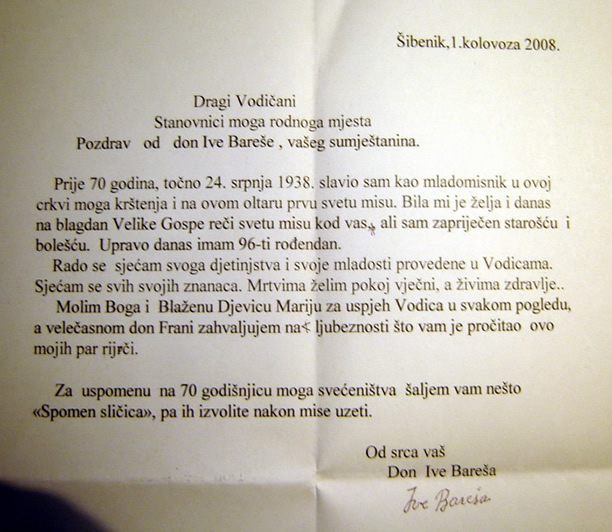 Šibenik,1.kolovoza 2008.
Dragi Vodičani
Stanovnici moga rodnoga mjesta
Pozdrav od don Ive Bareše , vašeg sumještanina.
Prije 70 godina, točno 24. srpnja 1938. slavio sam kao mladomisnik u ovoj
crkvi moga krštenja i na ovom oltaru prvu svetu misu. Bila mi je želja i danas
na blagdan Velike Gospe reči svetu misu kod vas, ali sam zapriječen starošću i
bolešću. Upravo danas imam 96-ti rođendan.
Rado se sjećam svoga djetinjstva i svoje mladosti provedene u Vodicama.
Sjećam se svih svojih znanaca. Mrtvima želim pokoj vječni, a živima zdravlje..
Molim Boga i Blaženu Djevicu Mariju za uspjeh Vodica u svakom pogledu,
a velečasnom don Frani zahvaljujem na ljubeznosti što vam je pročitao ovo
mojih par rijrči.
Za uspomenu na 70 godišnjicu moga svećeništva šaljem vam nešto
«Spomen sličica», pa ih izvolite nakon mise uzeti.
Od srca vaš
Don Ive Bareša
Ive Bareša